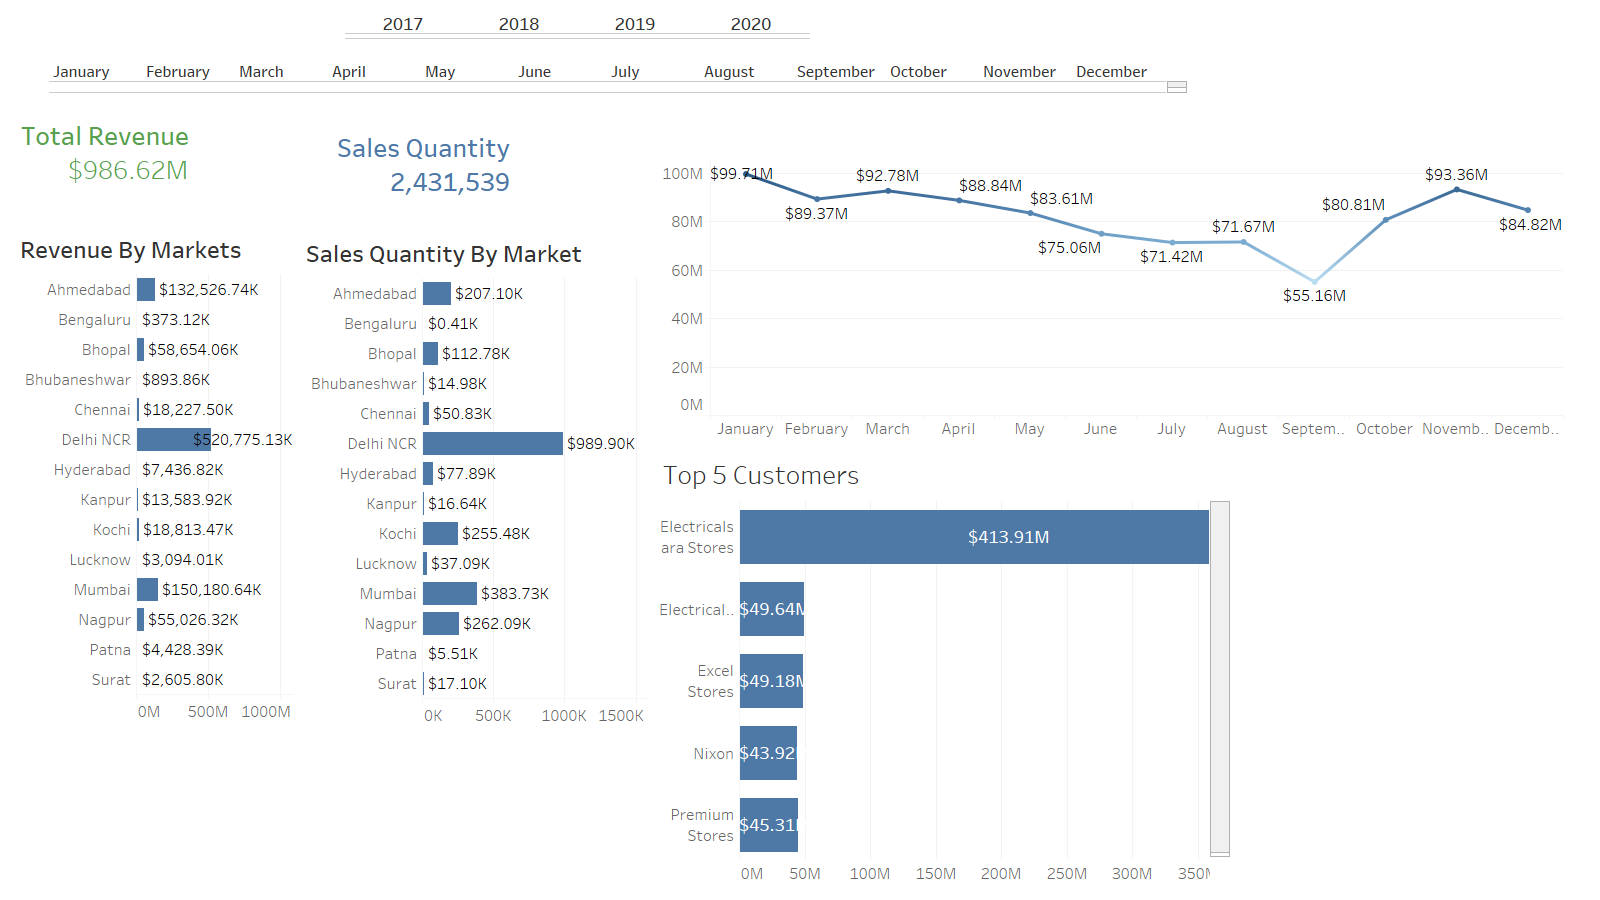 2017 2018 2019 2020
January February March April May June July August September October November December
Total Revenue
$986.62M
Sales Quantity
2,431,539
Revenue By Markets
Ahmedabad $132,526.74K
Bengaluru $373.12K
Bhopal $58,654.06K
Bhubaneshwar $893.86K
Chennai $18,227.50K
Delhi NCR $520,775.13K
Hyderabad $7,436.82K
Kanpur $13,583.92K
Kochi $18,813.47K
Lucknow $3,094.01K
Mumbai $150,180.64K
Nagpur $55,026.32K
Patna $4,428.39K
Surat $2,605.80K
0M 500M 1000M
Sales Quantity By Market
Ahmedabad $207.10K
Bengaluru $0.41K
Bhopal $112.78K
Bhubaneshwar $14.98K
Chennai $50.83K
Delhi NCR $989.90K
Hyderabad $77.89K
Kanpur $16.64K
Kochi $255.48K
Lucknow $37.09K
Mumbai $383.73K
Nagpur $262.09K
Patna $5.51K
Surat $17.10K
0K 500K 1000K 1500K
100M
80M
60M
40M
20M
0M
$99.71M $89.37M $92.78M $88.84M $83.61M $75.06M $71.42M $71.67M $55.16M $80.81M $93.36M $84.82M
January February March April May June July August Septem.. October Novemb.. Decemb..
Top 5 Customers
Electricals
ara Stores $413.91M
Electrical.. $49.64M
Excel
Stores $49.18M
Nixon $43.92
Premium
Stores $45.31M
0M 50M 100M 150M 200M 250M 300M 350M